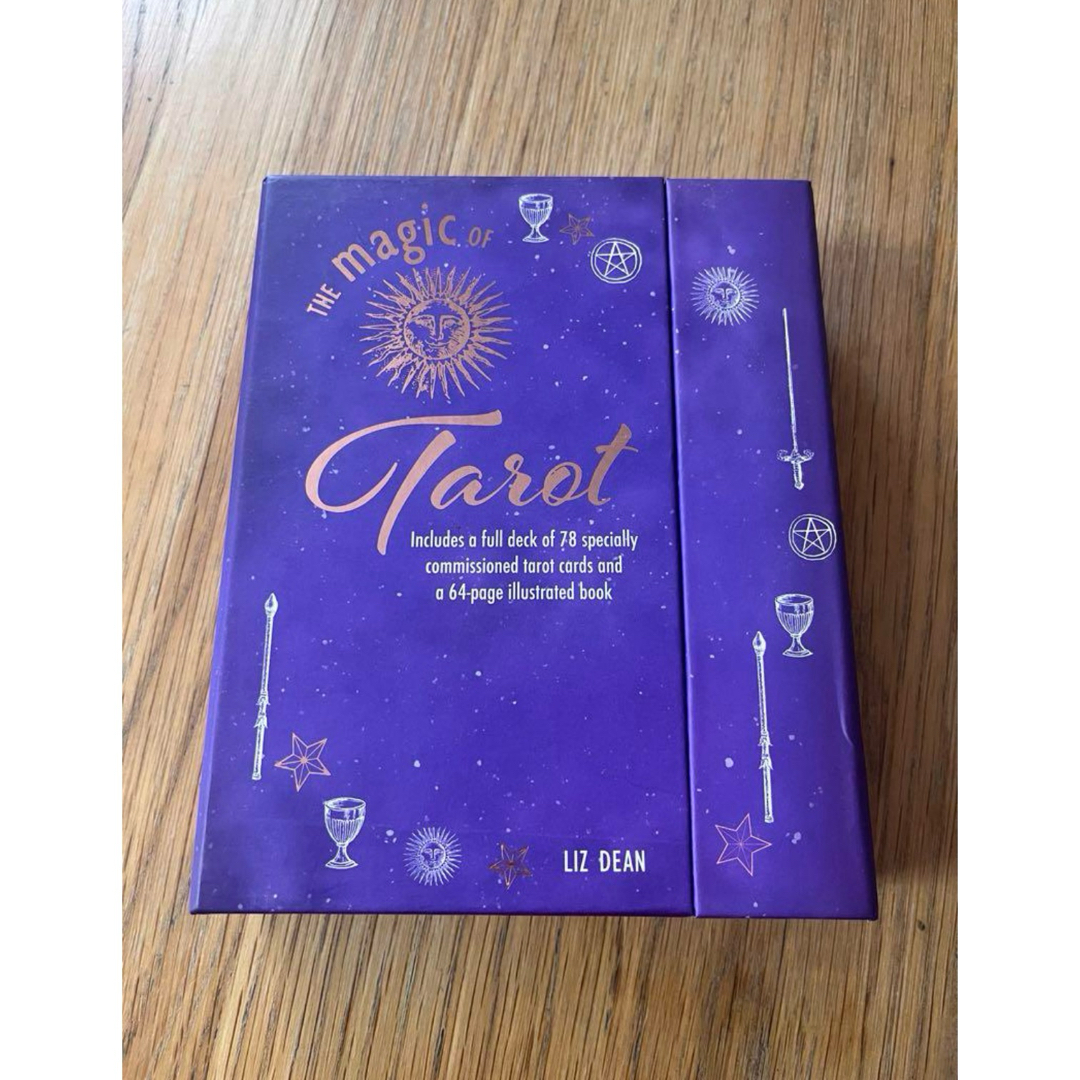 THE magic OF
Tarot
Includes a full deck of 78 specially
commissioned tarot cards and
a 64-page illustrated book
LIZ DEAN